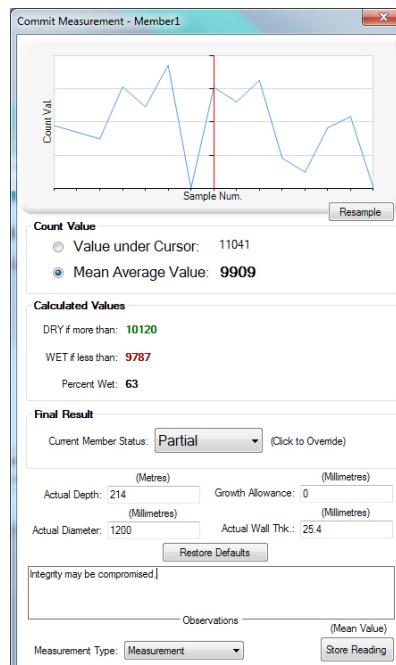 Commit Measurement - Member1
x
Count Val.
Sample Num.
Resample
Count Value
Value under Cursor: 11041
Mean Average Value: 9909
Calculated Values
DRY if more than: 10120
WET if less than: 9787
Percent Wet: 63
Final Result
Current Member Status: Partial (Click to Override)
(Metres) (Millimetres)
Actual Depth: 214 Growth Allowance: 0
(Millimetres) (Millimetres)
Actual Diameter: 1200 Actual Wall Thk.: 25.4
Restore Defaults
Integrity may be compromised.
Observations
(Mean Value)
Measurement Type: Measurement Store Reading